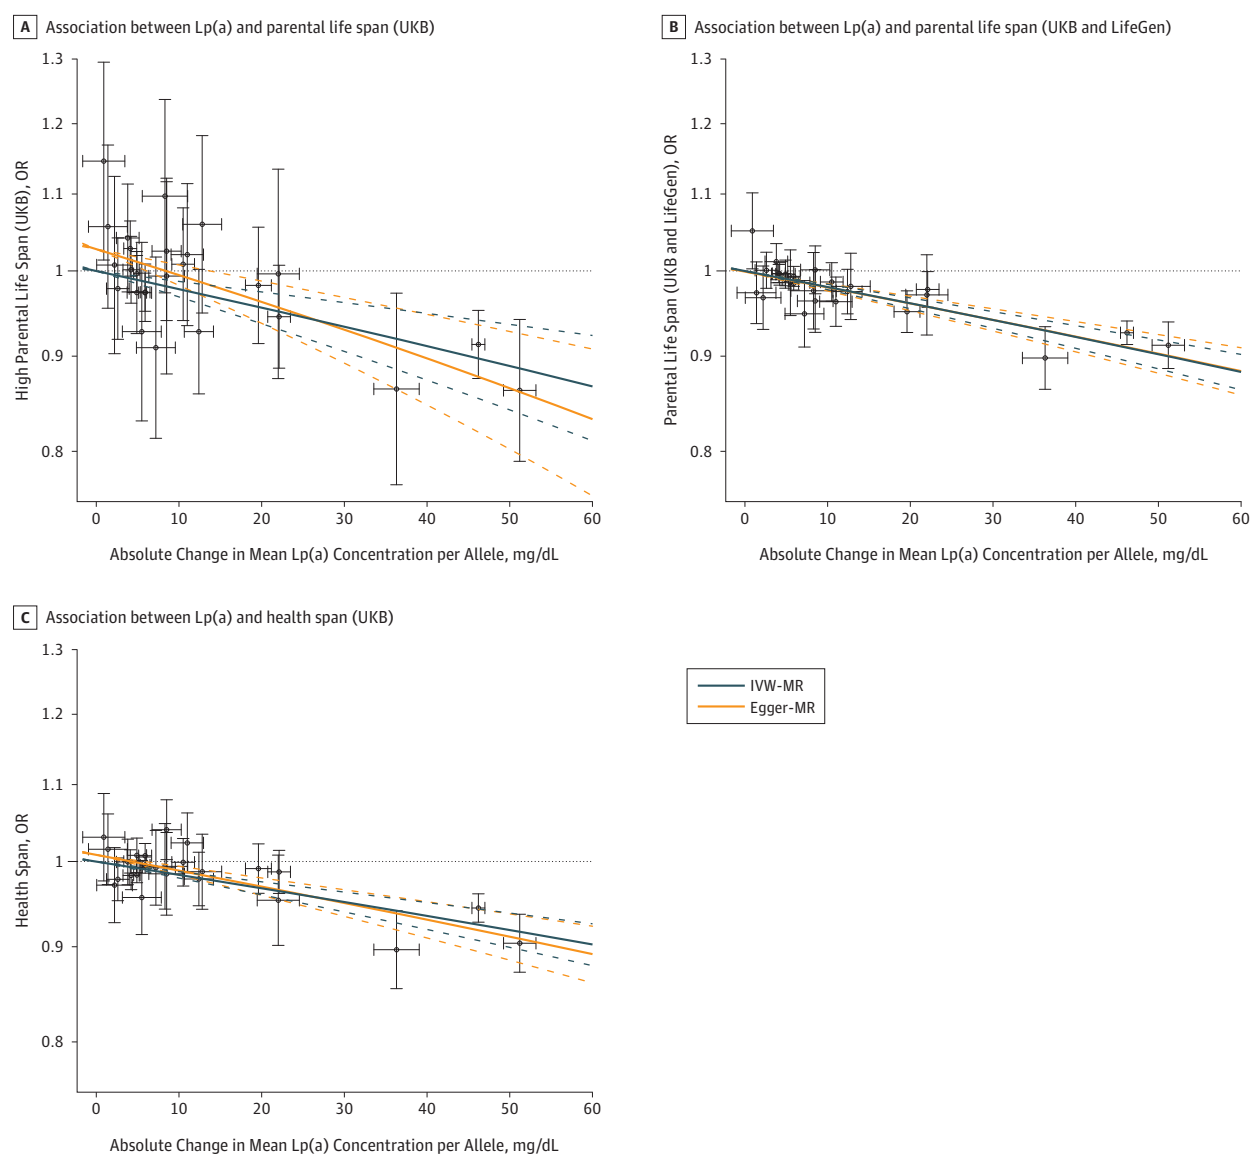 A Association between Lp(a) and parental life span (UKB)
1.3
1.2
1.1
1
0.9
0.8
High Parental Life Span (UKB), OR
0 10 20 30 40 50 60
Absolute Change in Mean Lp(a) Concentration per Allele, mg/dL
B Association between Lp(a) and parental life span (UKB and LifeGen)
1.3
1.2
1.1
1
0.9
0.8
Parental Life Span (UKB and LifeGen), OR
0 10 20 30 40 50 60
Absolute Change in Mean Lp(a) Concentration per Allele, mg/dL
C Association between Lp(a) and health span (UKB)
1.3
1.2
1.1
1
0.9
0.8
Health Span, OR
0 10 20 30 40 50 60
Absolute Change in Mean Lp(a) Concentration per Allele, mg/dL
IVW-MR
Egger-MR